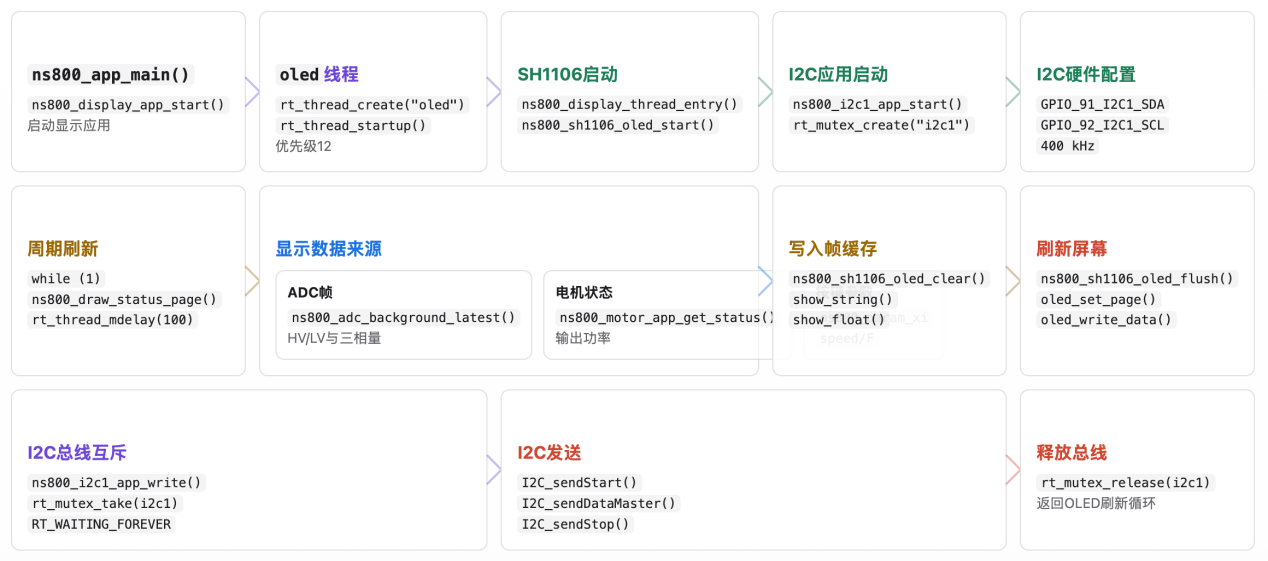 ns800_app_main()
ns800_display_app_start()
启动显示应用
oled 线程
rt_thread_create("oled")
rt_thread_startup()
优先级12
SH1106启动
ns800_display_thread_entry()
ns800_sh1106_oled_start()
I2C应用启动
ns800_i2c1_app_start()
rt_mutex_create("i2c1")
I2C硬件配置
GPIO_91_I2C1_SDA
GPIO_92_I2C1_SCL
400 kHz
周期刷新
while (1)
ns800_draw_status_page()
rt_thread_mdelay(100)
显示数据来源
ADC帧
ns800_adc_background_latest()
HV/LV与三相量
电机状态
ns800_motor_app_get_status()
输出功率
写入帧缓存
ns800_sh1106_oled_clear()
show_string()
show_float()
speed/F
刷新屏幕
ns800_sh1106_oled_flush()
oled_set_page()
oled_write_data()
I2C总线互斥
ns800_i2c1_app_write()
rt_mutex_take(i2c1)
RT_WAITING_FOREVER
I2C发送
I2C_sendStart()
I2C_sendDataMaster()
I2C_sendStop()
释放总线
rt_mutex_release(i2c1)
返回OLED刷新循环